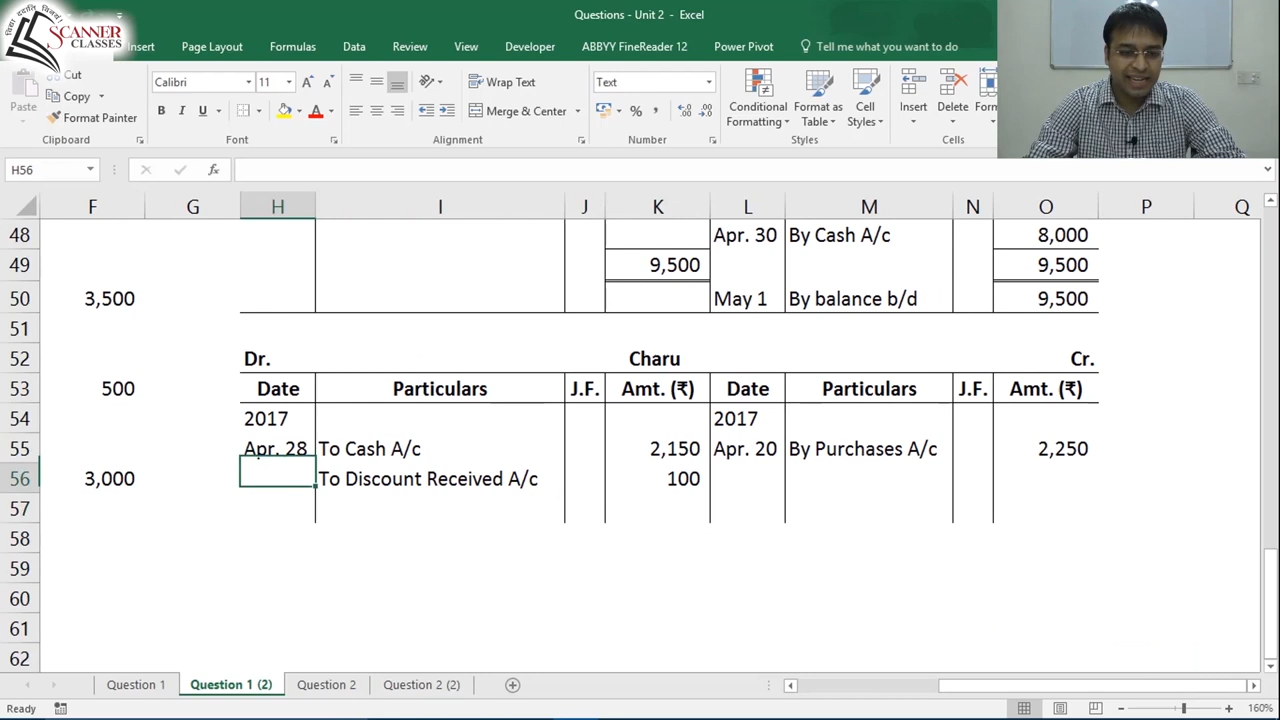 विद्या ददाति विनयम्
SCANNER
CLASSES
Questions - Unit 2 - Excel
Insert Page Layout Formulas Data Review View Developer ABBYY FineReader 12 Power Pivot Tell me what you want to do
Paste
Cut
Copy
Format Painter
Clipboard
Calibri 11
B I U
Font
Wrap Text
Merge & Center
Alignment
Text
%
Number
Conditional Formatting
Format as Table
Cell Styles
Styles
Insert
Delete
Form
Cells
H56 fx
F G H I J K L M N O P Q
48 Apr. 30 By Cash A/c 8,000
49 9,500 9,500
50 3,500 May 1 By balance b/d 9,500
51
52 Dr. Charu Cr.
53 500 Date Particulars J.F. Amt. (₹) Date Particulars J.F. Amt. (₹)
54 2017 2017
55 Apr. 28 To Cash A/c 2,150 Apr. 20 By Purchases A/c 2,250
56 3,000 To Discount Received A/c 100
57
58
59
60
61
62
Question 1 Question 1 (2) Question 2 Question 2 (2)
Ready 160%